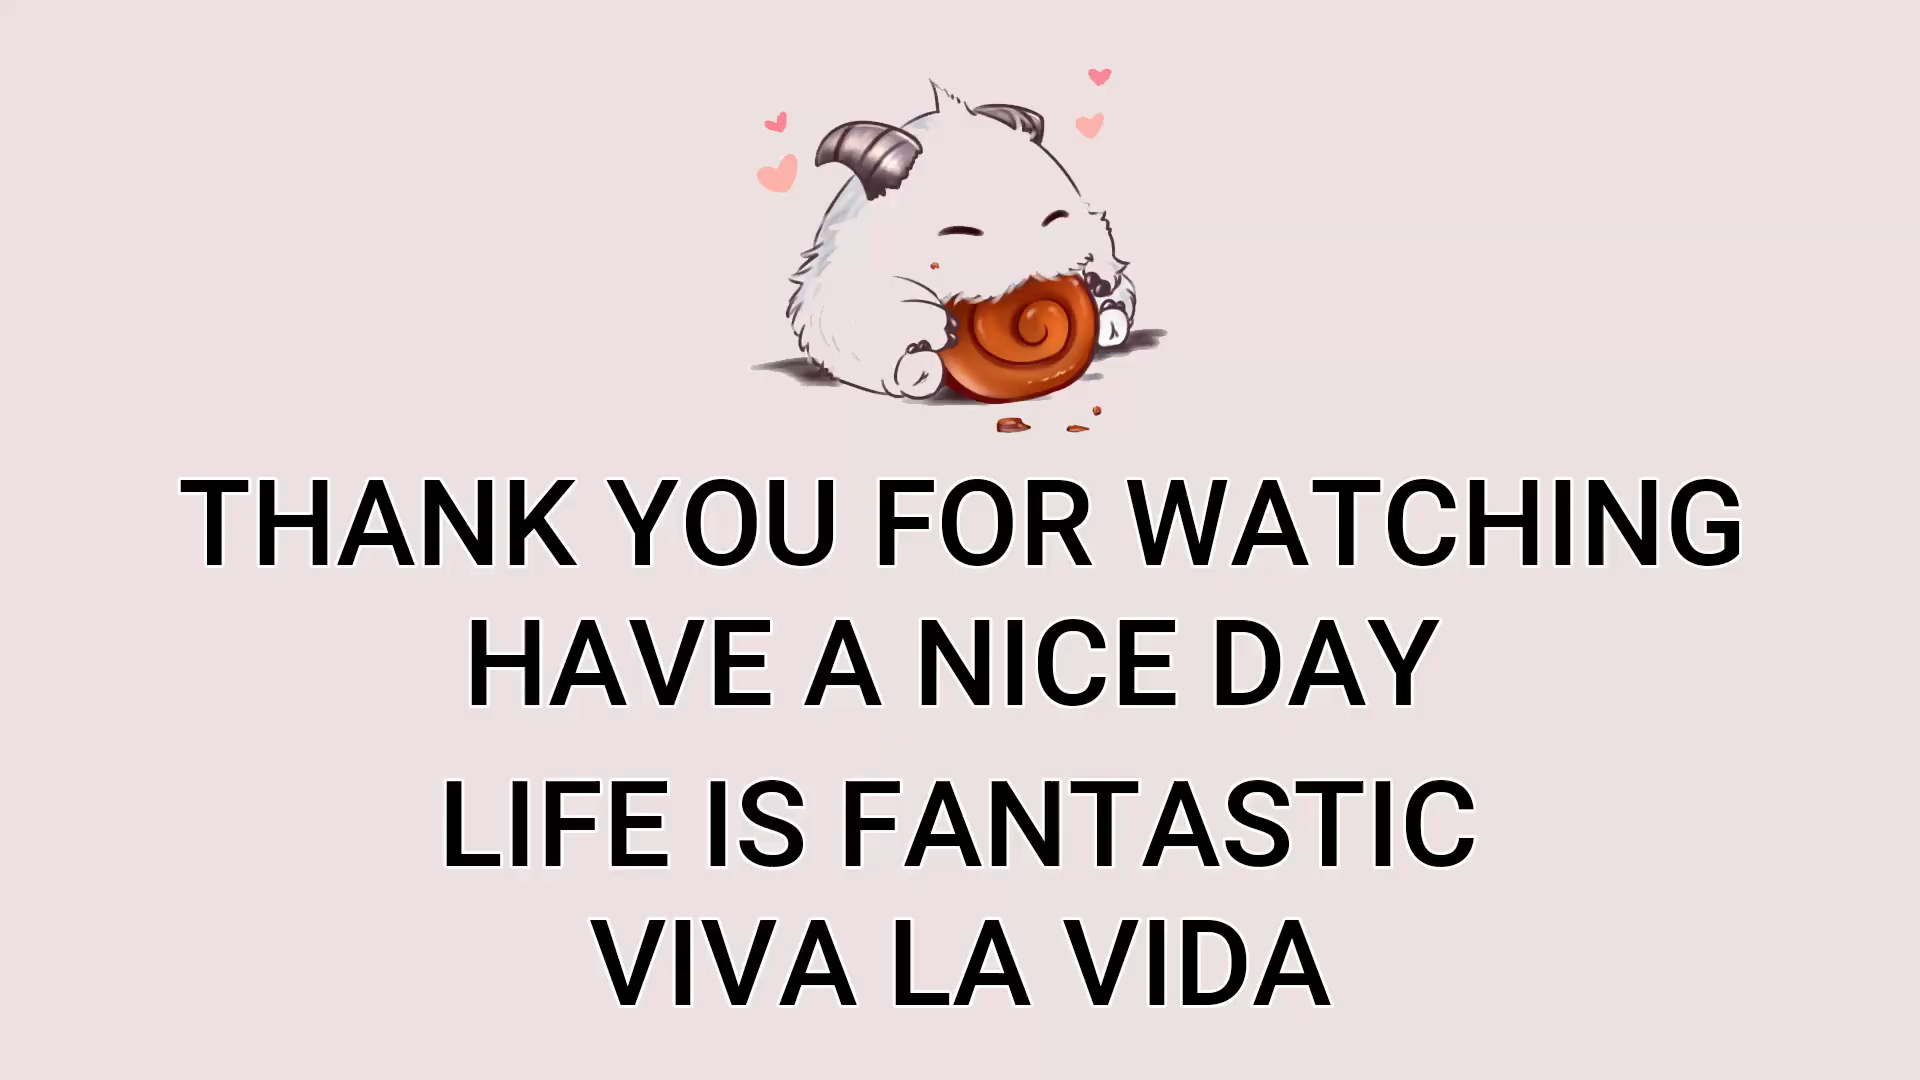 THANK YOU FOR WATCHING
HAVE A NICE DAY
LIFE IS FANTASTIC
VIVA LA VIDA